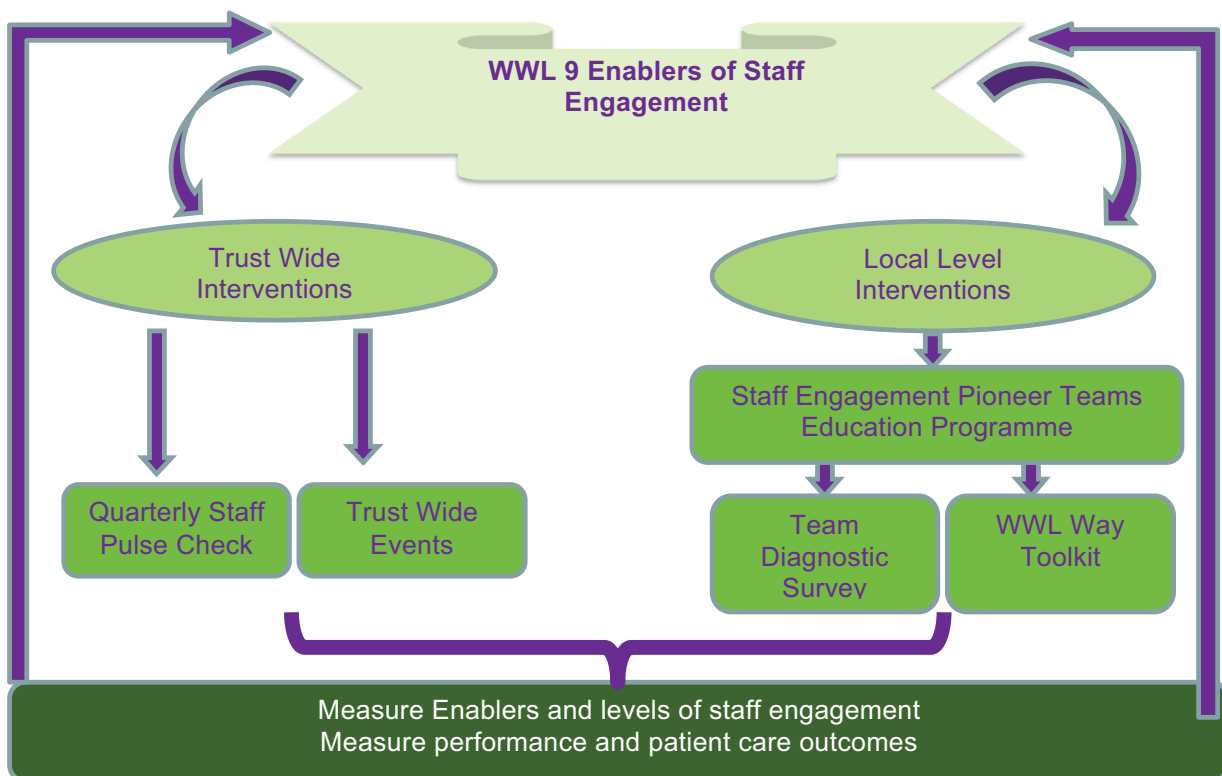 WWL 9 Enablers of Staff
Engagement
Trust Wide
Interventions
Local Level
Interventions
Staff Engagement Pioneer Teams
Education Programme
Quarterly Staff
Pulse Check
Trust Wide
Events
Team
Diagnostic
Survey
WWL Way
Toolkit
Measure Enablers and levels of staff engagement
Measure performance and patient care outcomes